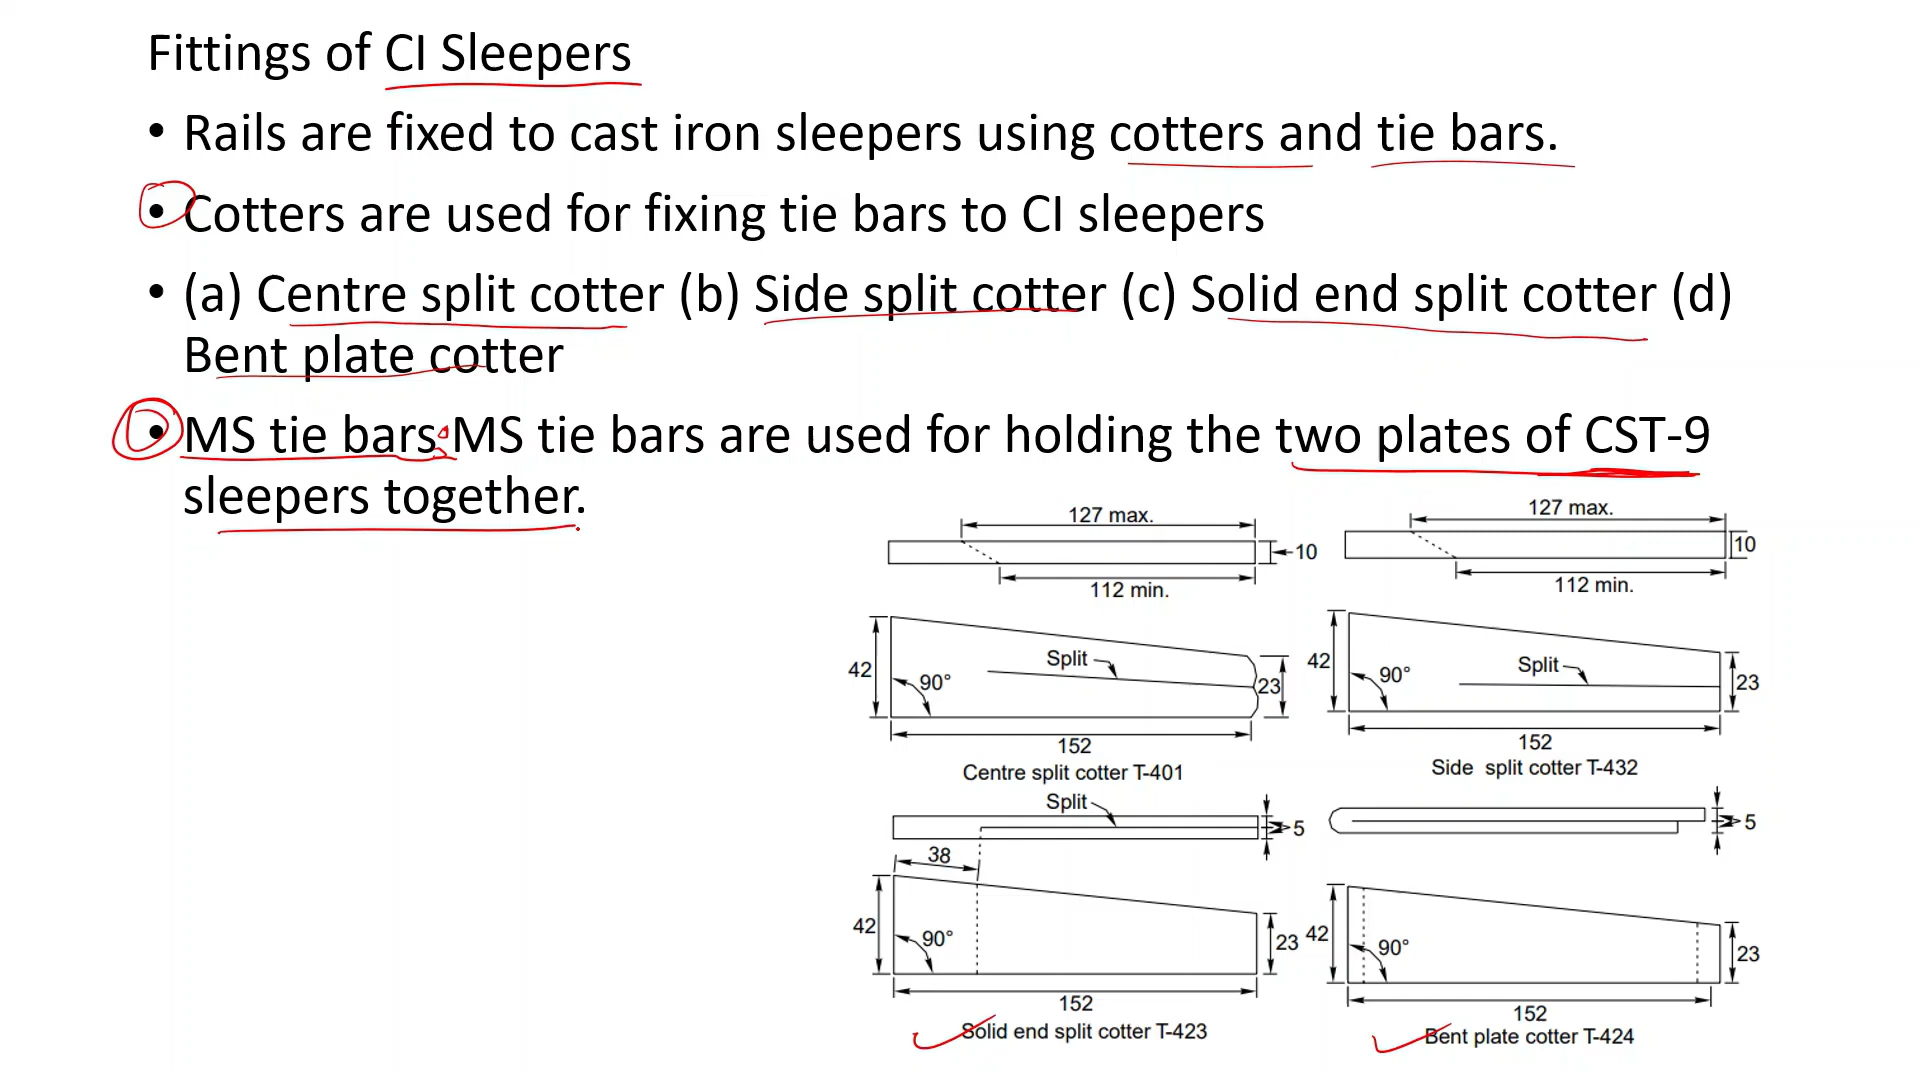 Fittings of CI Sleepers
• Rails are fixed to cast iron sleepers using cotters and tie bars.
• Cotters are used for fixing tie bars to CI sleepers
• (a) Centre split cotter (b) Side split cotter (c) Solid end split cotter (d)
Bent plate cotter
• MS tie bars: MS tie bars are used for holding the two plates of CST-9
sleepers together.
127 max.
10
112 min.
42
90°
Split
23
152
Centre split cotter T-401
127 max.
10
112 min.
42
90°
Split
23
152
Side split cotter T-432
Split
5
38
42
90°
23
152
Solid end split cotter T-423
5
42
90°
23
152
Bent plate cotter T-424